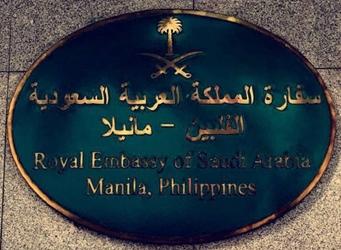 سفارة المملكة العربية السعودية
الفلبين - مانيلا
Royal Embassy of Saudi Arabia
Manila, Philippines